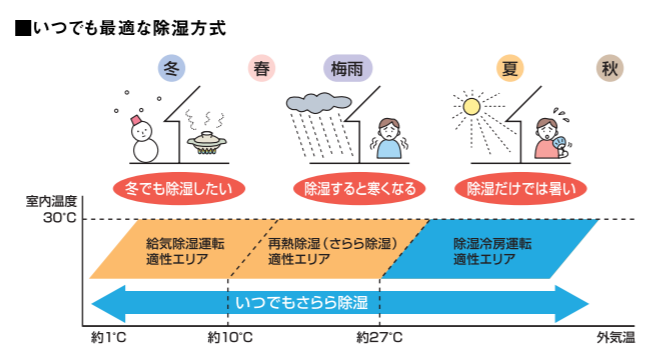 ■いつでも最適な除湿方式
冬 春 梅雨 夏 秋
冬でも除湿したい 除湿すると寒くなる 除湿だけでは暑い
室内温度
30℃
給気除湿運転
適性エリア
再熱除湿（さらら除湿）
適性エリア
除湿冷房運転
適性エリア
いつでもさらら除湿
約1℃ 約10℃ 約27℃ 外気温